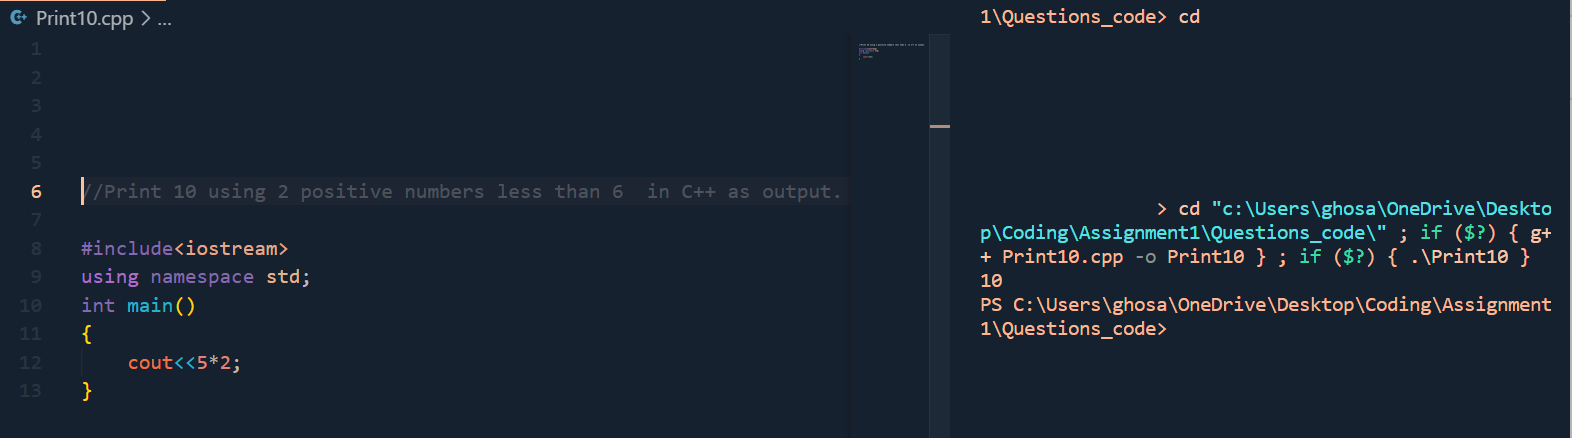 Print10.cpp > ...
1
2
3
4
5
6 //Print 10 using 2 positive numbers less than 6  in C++ as output.
7
8 #include<iostream>
9 using namespace std;
10 int main()
11 {
12     cout<<5*2;
13 }
1\Questions_code> cd
> cd "c:\Users\ghosa\OneDrive\Deskto
p\Coding\Assignment1\Questions_code\" ; if ($?) { g+
+ Print10.cpp -o Print10 } ; if ($?) { .\Print10 }
10
PS C:\Users\ghosa\OneDrive\Desktop\Coding\Assignment
1\Questions_code>